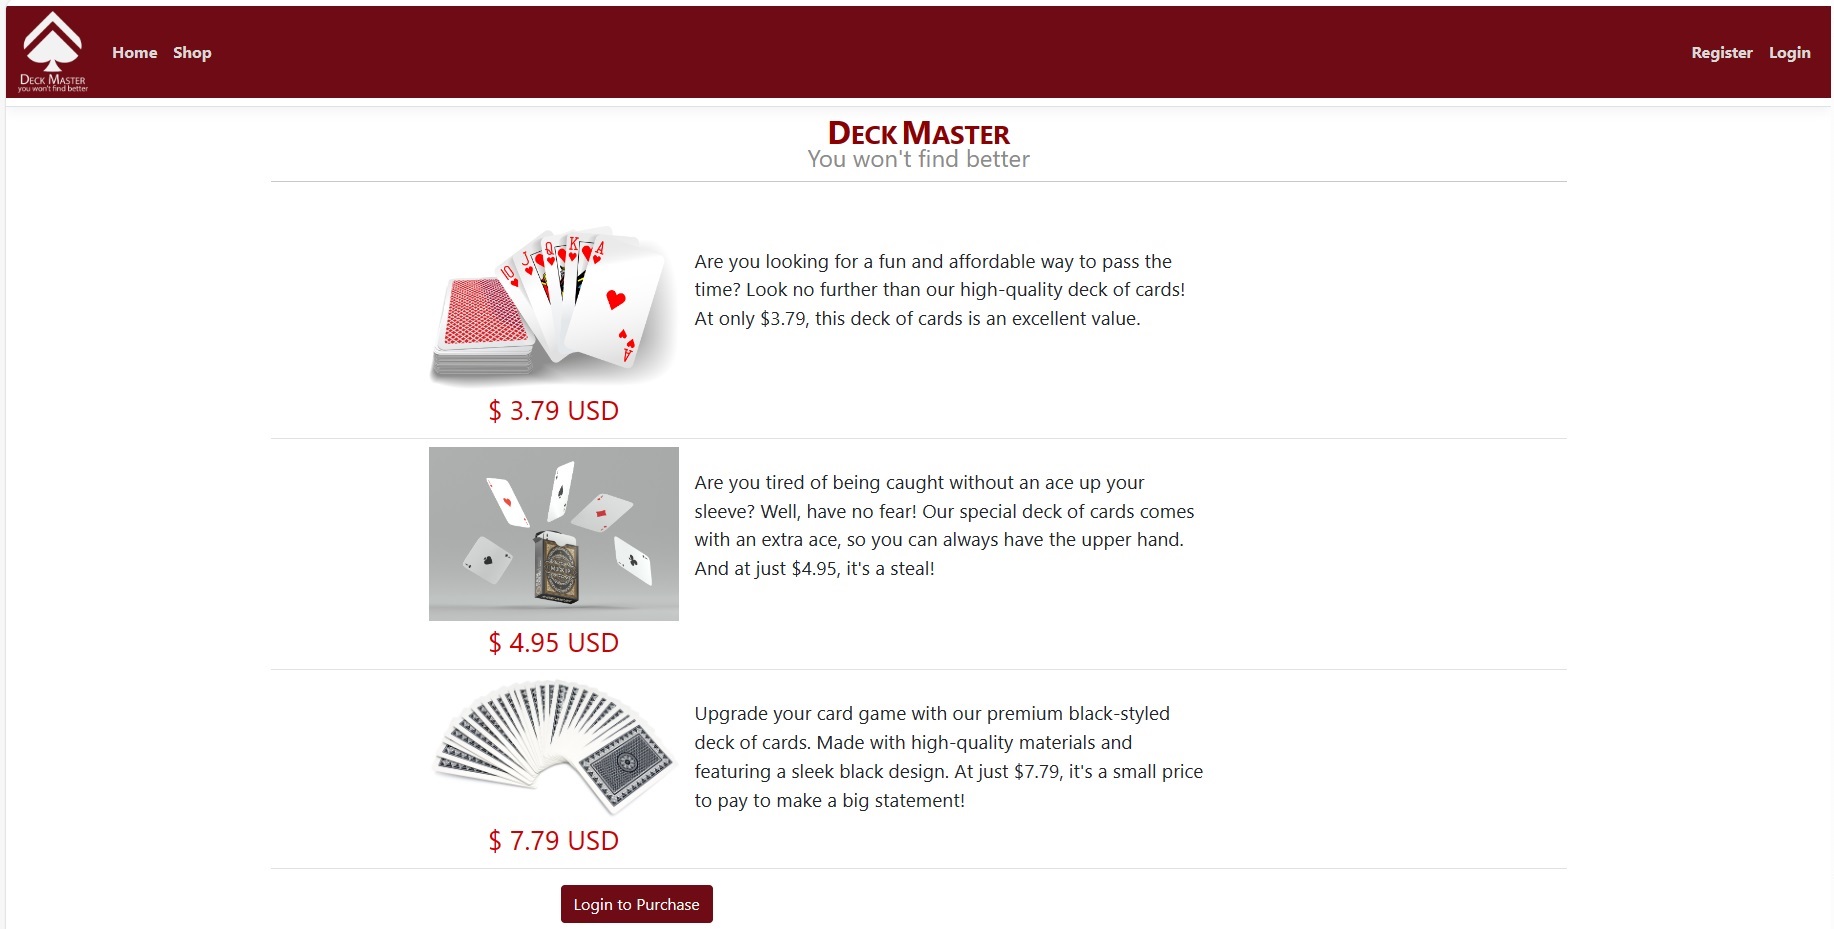 Deck Master
you won't find better
Home Shop
Register Login
Deck Master
You won't find better
10 J Q K A
A
Are you looking for a fun and affordable way to pass the
time? Look no further than our high-quality deck of cards!
At only $3.79, this deck of cards is an excellent value.
$ 3.79 USD
Are you tired of being caught without an ace up your
sleeve? Well, have no fear! Our special deck of cards comes
with an extra ace, so you can always have the upper hand.
And at just $4.95, it's a steal!
$ 4.95 USD
Upgrade your card game with our premium black-styled
deck of cards. Made with high-quality materials and
featuring a sleek black design. At just $7.79, it's a small price
to pay to make a big statement!
$ 7.79 USD
Login to Purchase